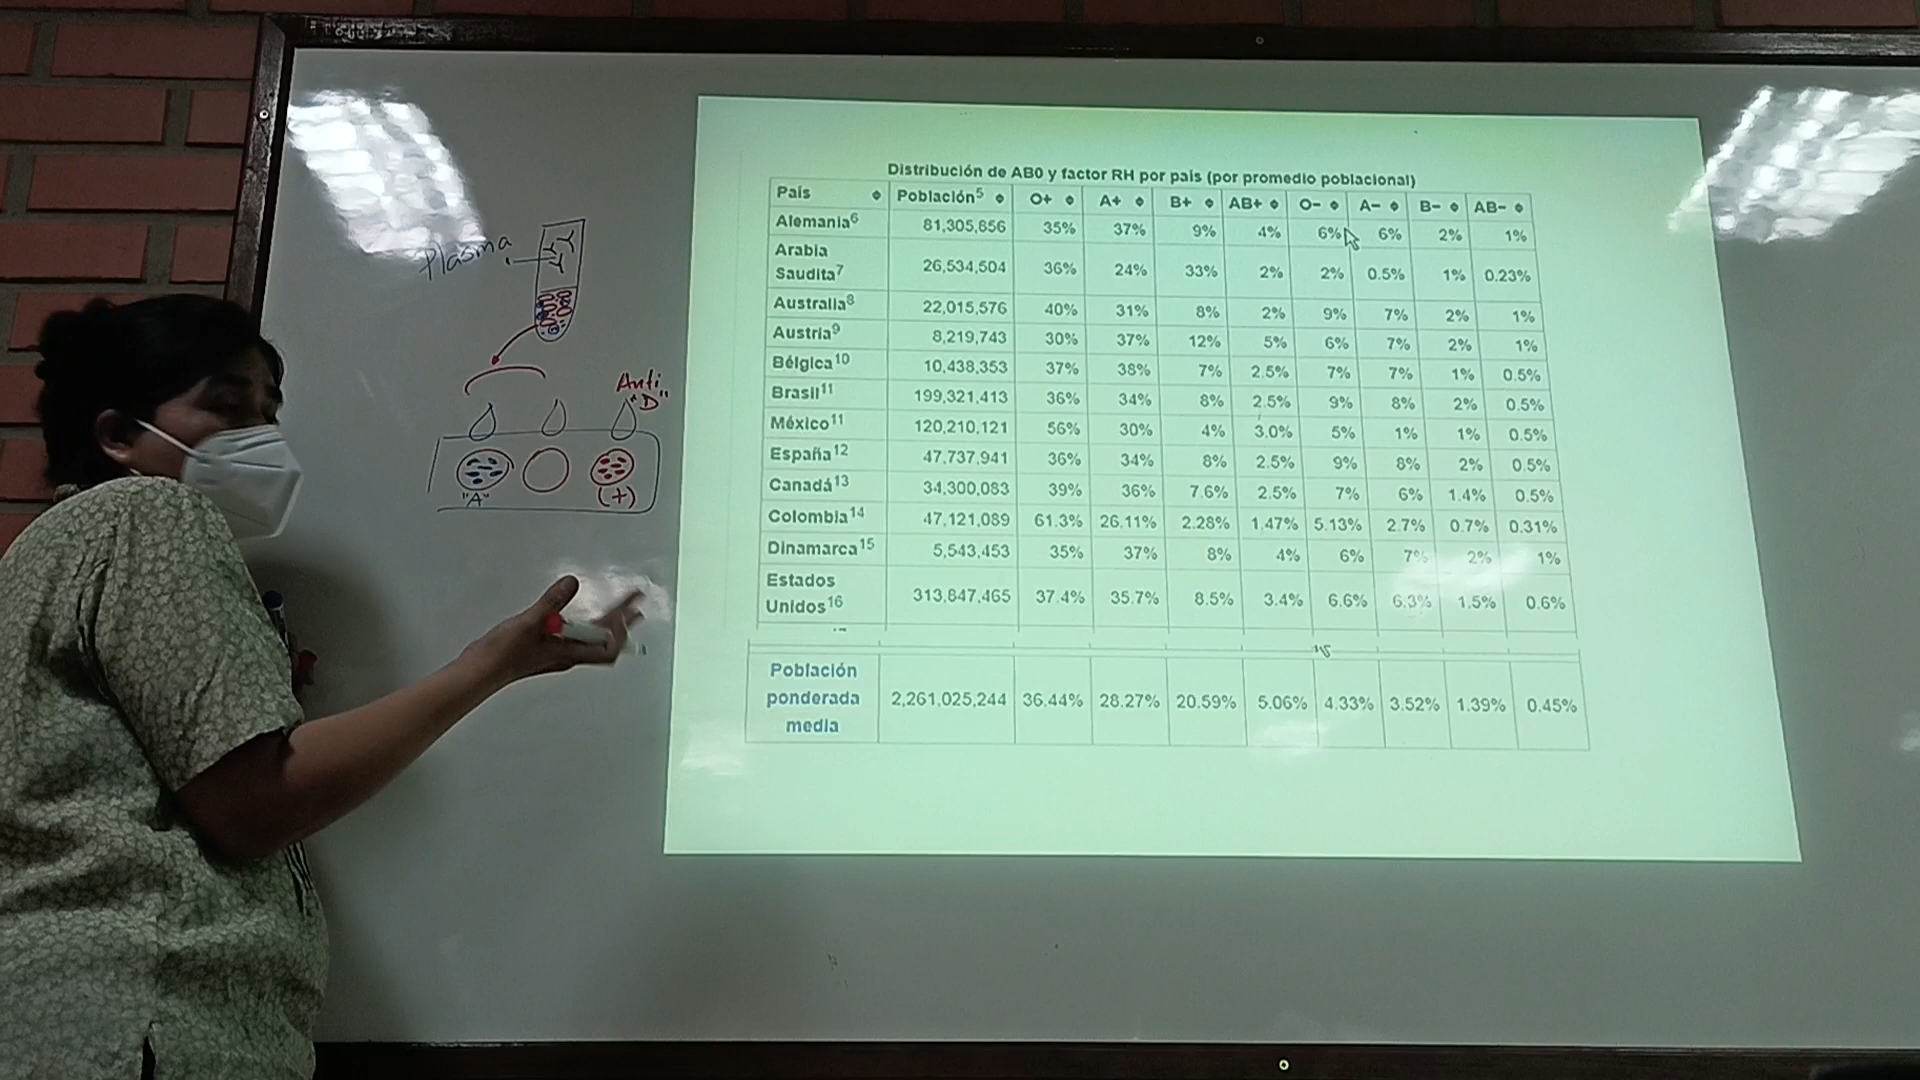 Plasma
Anti
"D"
"A"
(+)
Distribución de AB0 y factor RH por país (por promedio poblacional)
País Población5 O+ A+ B+ AB+ O− A− B− AB−
Alemania6 81,305,856 35% 37% 9% 4% 6% 6% 2% 1%
Arabia
Saudita7 26,534,504 36% 24% 33% 2% 2% 0.5% 1% 0.23%
Australia8 22,015,576 40% 31% 8% 2% 9% 7% 2% 1%
Austria9 8,219,743 30% 37% 12% 5% 6% 7% 2% 1%
Bélgica10 10,438,353 37% 38% 7% 2.5% 7% 7% 1% 0.5%
Brasil11 199,321,413 36% 34% 8% 2.5% 9% 8% 2% 0.5%
México11 120,210,121 56% 30% 4% 3.0% 5% 1% 1% 0.5%
España12 47,737,941 36% 34% 8% 2.5% 9% 8% 2% 0.5%
Canadá13 34,300,083 39% 36% 7.6% 2.5% 7% 6% 1.4% 0.5%
Colombia14 47,121,089 61.3% 26.11% 2.28% 1.47% 5.13% 2.7% 0.7% 0.31%
Dinamarca15 5,543,453 35% 37% 8% 4% 6% 7% 2% 1%
Estados
Unidos16 313,847,465 37.4% 35.7% 8.5% 3.4% 6.6% 6.3% 1.5% 0.6%
Población
ponderada
media 2,261,025,244 36.44% 28.27% 20.59% 5.06% 4.33% 3.52% 1.39% 0.45%